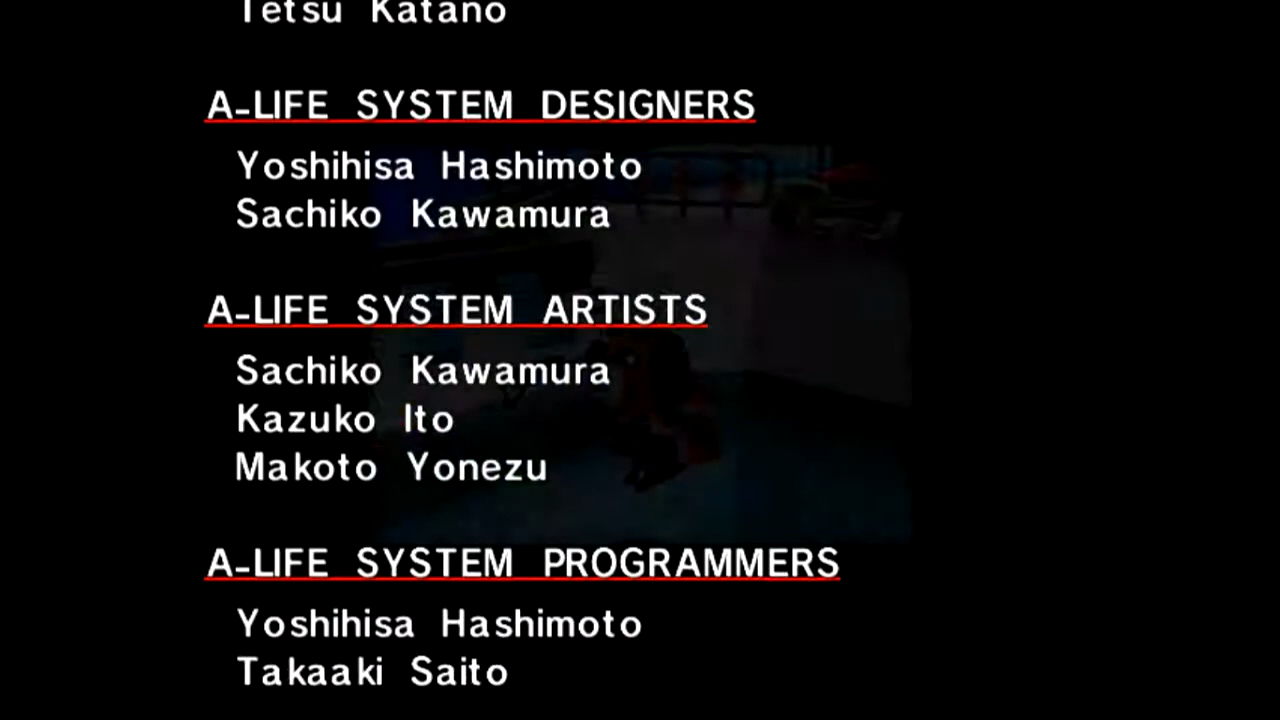 Tetsu Katano
A-LIFE SYSTEM DESIGNERS
Yoshihisa Hashimoto
Sachiko Kawamura
A-LIFE SYSTEM ARTISTS
Sachiko Kawamura
Kazuko Ito
Makoto Yonezu
A-LIFE SYSTEM PROGRAMMERS
Yoshihisa Hashimoto
Takaaki Saito